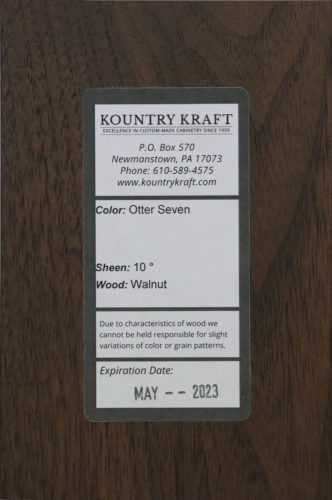 KOUNTRY KRAFT
EXCELLENCE IN CUSTOM-MADE CABINETRY SINCE 1959
P.O. Box 570
Newmanstown, PA 17073
Phone: 610-589-4575
www.kountrykraft.com
Color: Otter Seven
Sheen: 10 °
Wood: Walnut
Due to characteristics of wood we
cannot be held responsible for slight
variations of color or grain patterns.
Expiration Date:
MAY -- 2023